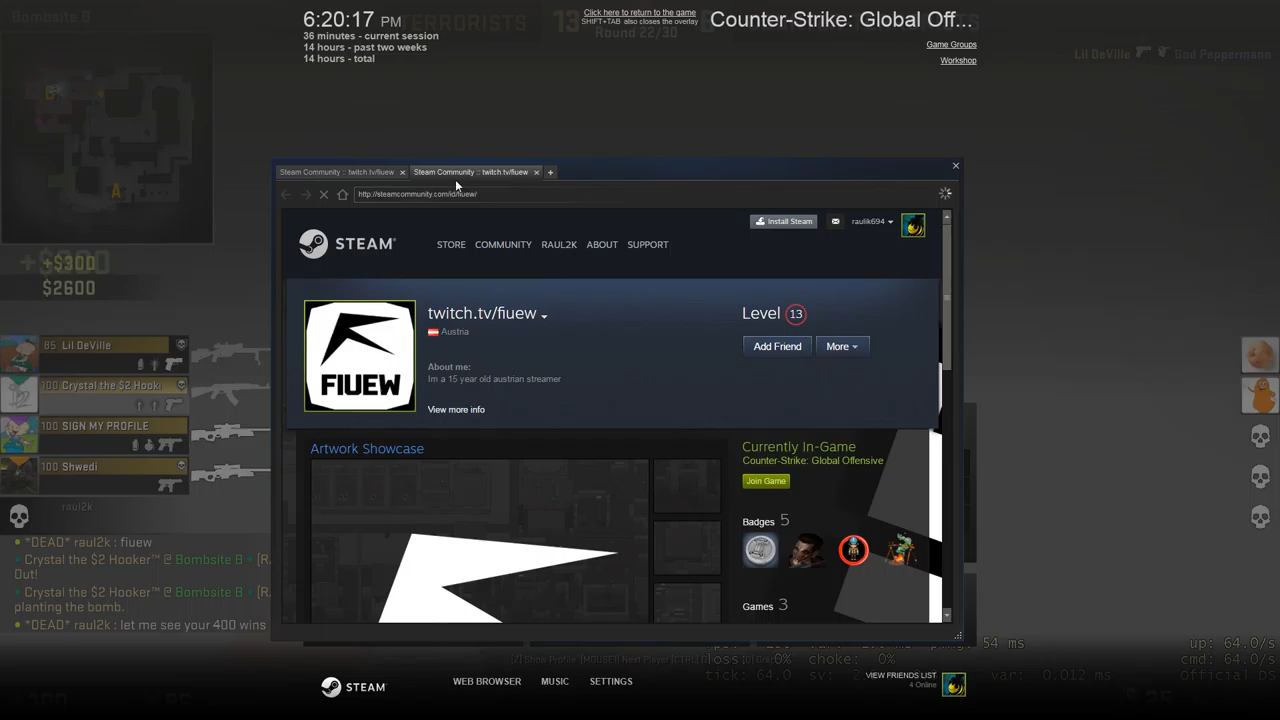 Bombsite B
6:20:17 PM
36 minutes - current session
14 hours - past two weeks
14 hours - total
Click here to return to the game
SHIFT+TAB also closes the overlay
Counter-Strike: Global Off...
Game Groups
Workshop
13
Round 22/30
Lil DeVille
Bad Peppermann
A
+$300
$2600
Steam Community :: twitch.tv/fiuew
Steam Community :: twitch.tv/fiuew
http://steamcommunity.com/id/fiuew/
Install Steam
raulik694
STEAM
STORE COMMUNITY RAUL2K ABOUT SUPPORT
FIUEW
twitch.tv/fiuew
Austria
About me:
Im a 15 year old austrian streamer
View more info
Level 13
Add Friend
More
Artwork Showcase
Currently In-Game
Counter-Strike: Global Offensive
Join Game
Badges 5
Games 3
85 Lil DeVille
100 Crystal the $2 Hook
100 SIGN MY PROFILE
100 Shwedi
raul2k
*DEAD* raul2k : fiuew
Crystal the $2 Hooker™ @ Bombsite B
Out!
Crystal the $2 Hooker™ @ Bombsite B
planting the bomb.
*DEAD* raul2k : let me see your 400 wins
54 ms
up: 64.0/s
loss: 0% choke: 0%
cmd: 64.0/s
tick: 64.0
var: 0.012 ms
STEAM
WEB BROWSER MUSIC SETTINGS
VIEW FRIENDS LIST
4 Online